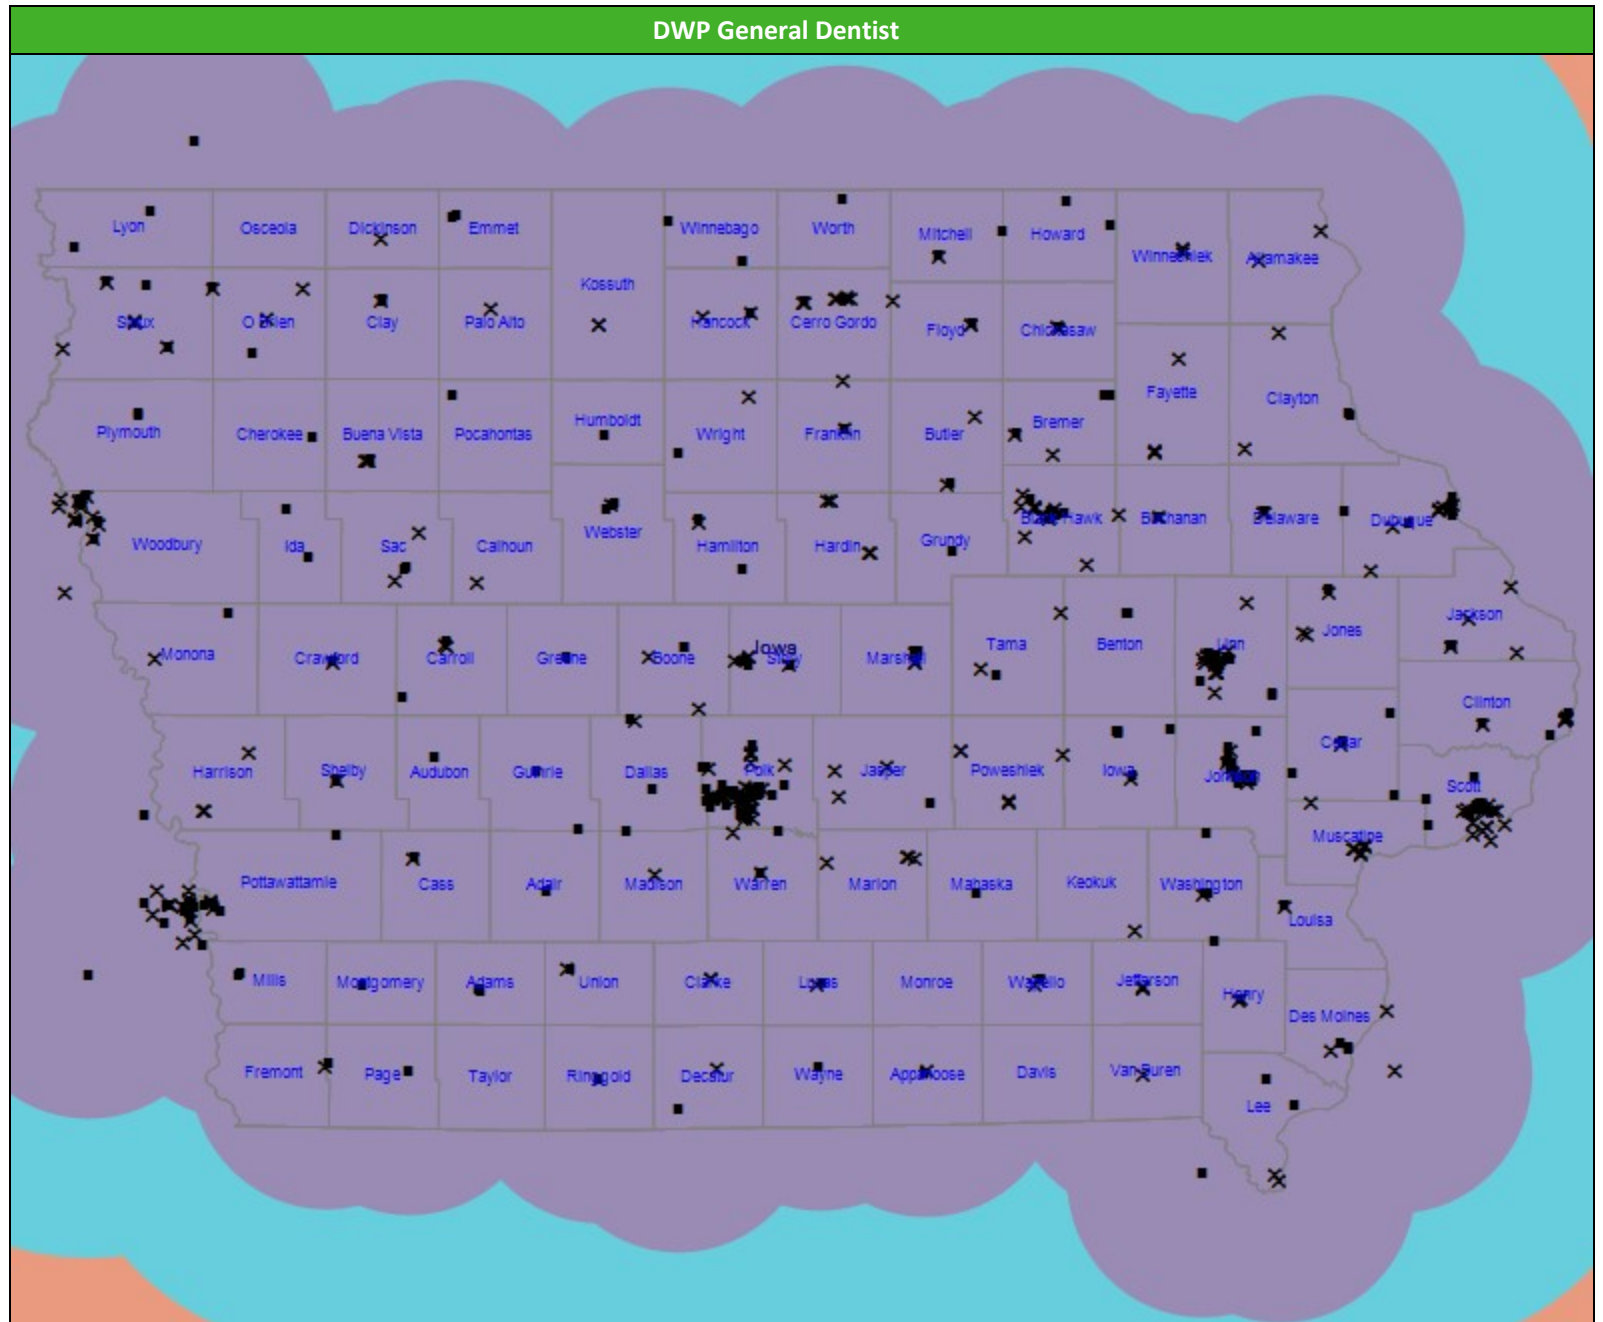 DWP General Dentist
Lyon Osceola Dickinson Emmet Winnebago Worth Mitchell Howard Winneshiek Allamakee
Kossuth
Sioux O Brien Clay Palo Alto Hancock Cerro Gordo Floyd Chickasaw
Plymouth Cherokee Buena Vista Pocahontas Humboldt Wright Franklin Butler Bremer Fayette Clayton
Woodbury Ida Sac Calhoun Webster Hamilton Hardin Grundy Black Hawk Buchanan Delaware Dubuque
Iowa
Monona Crawford Carroll Greene Boone Story Marshall Tama Benton Linn Jones Jackson
Clinton
Harrison Shelby Audubon Guthrie Dallas Polk Jasper Poweshiek Iowa Johnson Cedar Scott
Muscatine
Pottawattamie Cass Adair Madison Warren Marion Mahaska Keokuk Washington Louisa
Mills Montgomery Adams Union Clarke Lucas Monroe Wapello Jefferson Henry Des Moines
Fremont Page Taylor Ringgold Decatur Wayne Appanoose Davis Van Buren Lee